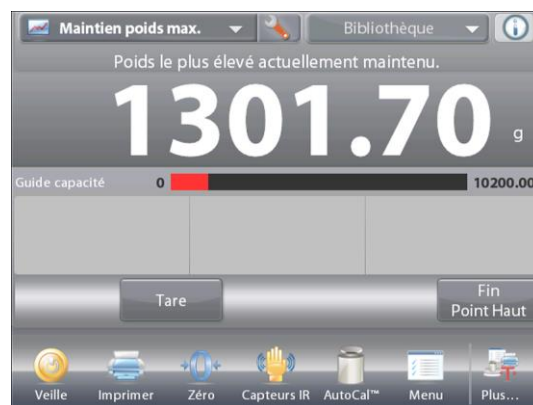 Maintien poids max.
Bibliothèque
Poids le plus élevé actuellement maintenu.
1301.70 g
Guide capacité 0 10200.00
Tare
Fin
Point Haut
Veille Imprimer Zéro Capteurs IR AutoCal™ Menu Plus...